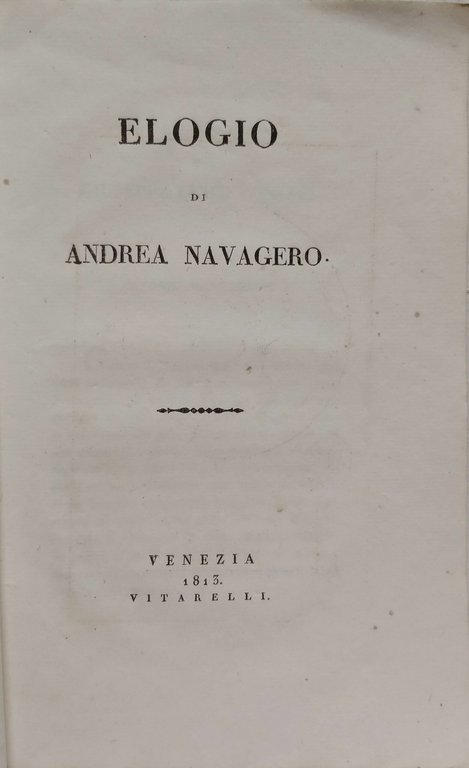 ELOGIO
DI
ANDREA NAVAGERO.
VENEZIA
1813.
VITARELLI.